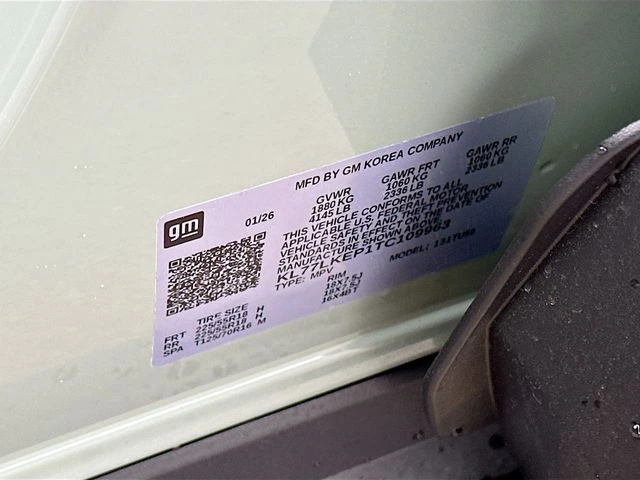 MFD BY GM KOREA COMPANY
gm
01/26
GVWR GAWR FRT GAWR RR
1880 KG 1060 KG 1060 KG
4145 LB 2336 LB 2336 LB
THIS VEHICLE CONFORMS TO ALL
APPLICABLE U.S. FEDERAL MOTOR
VEHICLE SAFETY AND THEFT PREVENTION
STANDARDS IN EFFECT ON THE DATE OF
MANUFACTURE SHOWN ABOVE.
KL77LKEP1TC109963
TYPE: MPV MODEL:
TIRE SIZE RIM
FRT 225/55R18 H 18X7.5J
RR 225/55R18 H 18X7.5J
SPA T125/70R16 M 16X4BT